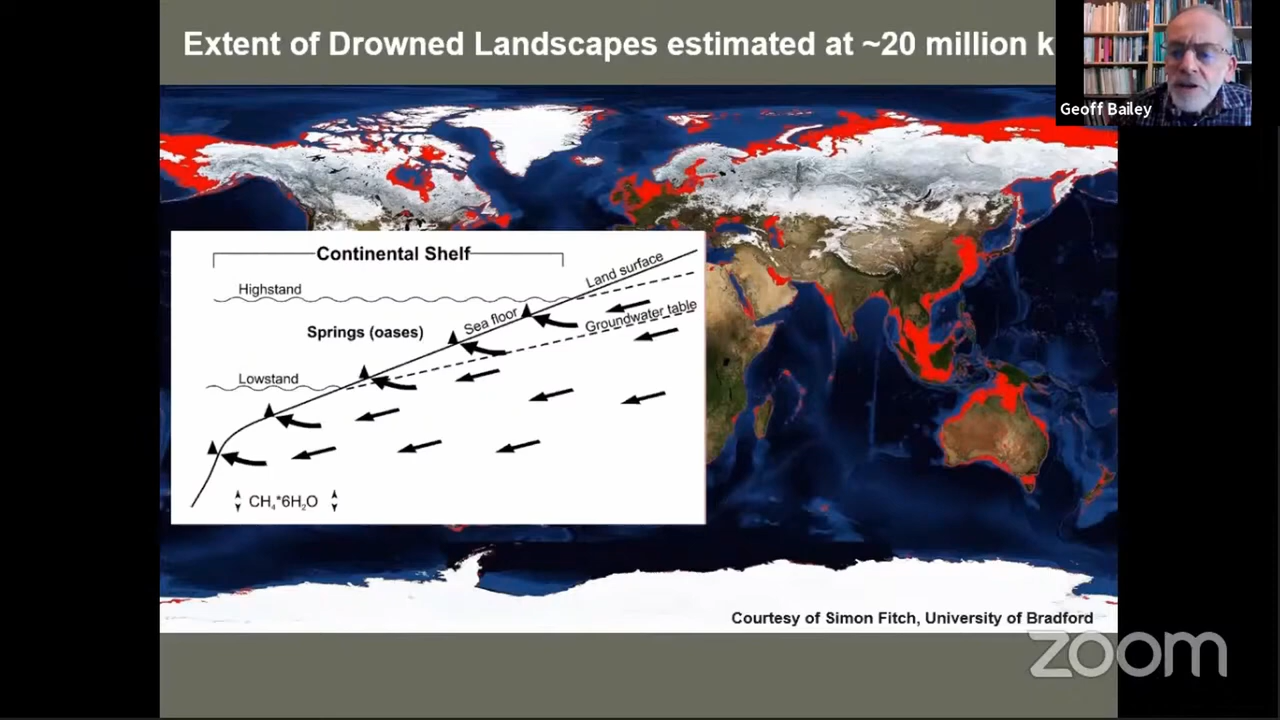 Extent of Drowned Landscapes estimated at ~20 million k
Geoff Bailey
Continental Shelf
Land surface
Highstand
Groundwater table
Sea floor
Springs (oases)
Lowstand
CH₄*6H₂O
Courtesy of Simon Fitch, University of Bradford
zoom